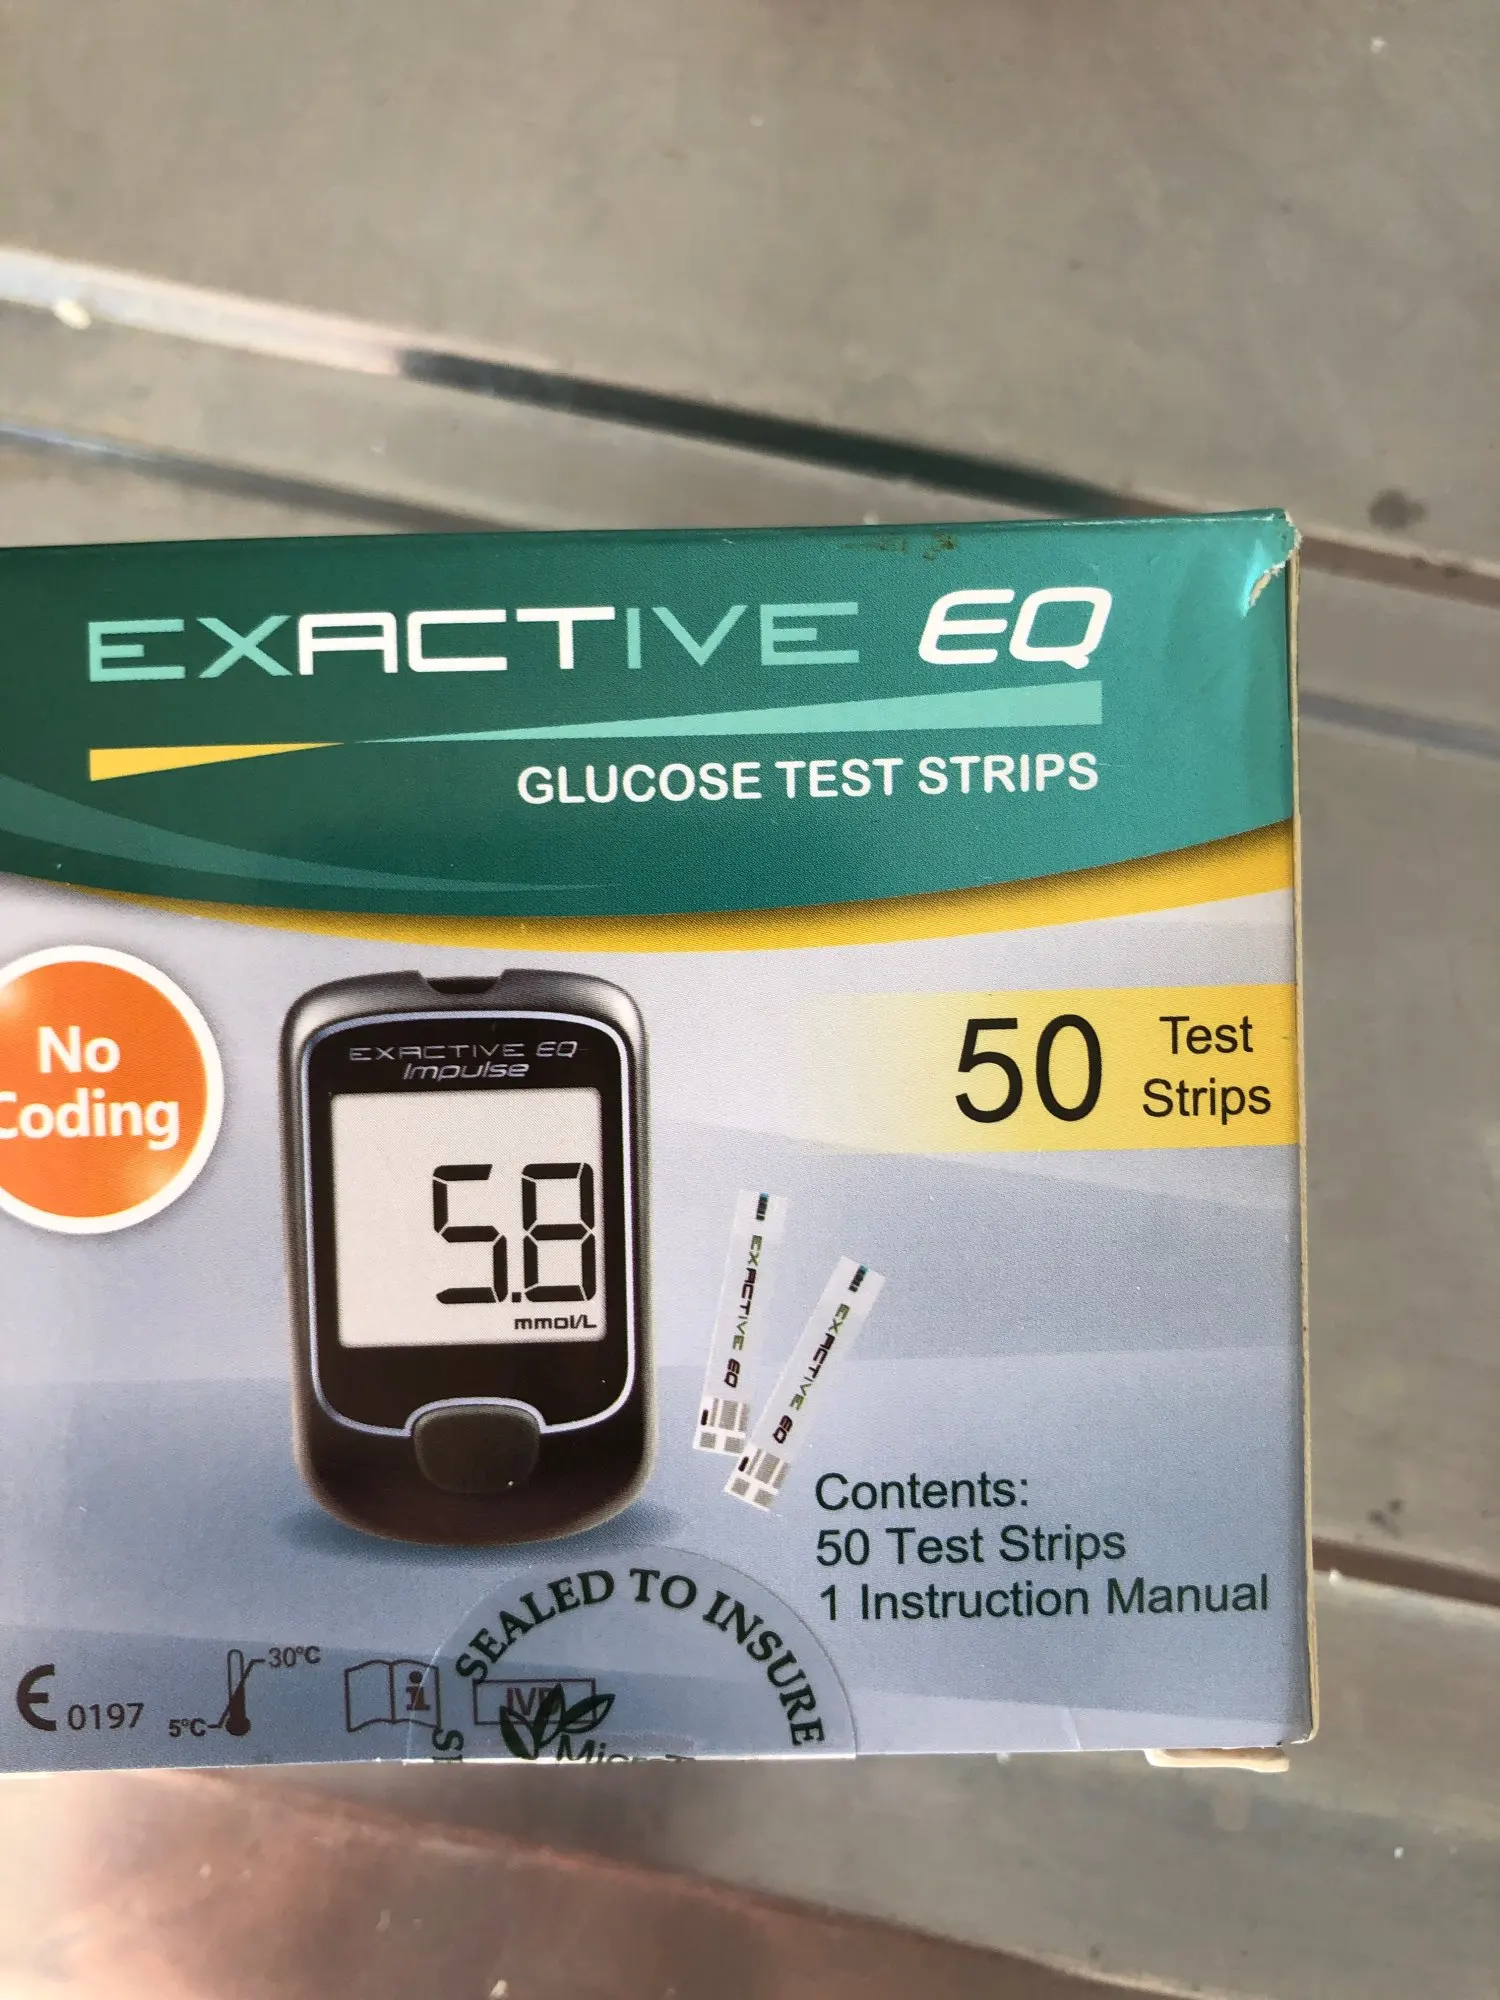 EXACTIVE EQ
GLUCOSE TEST STRIPS
No
Coding
EXACTIVE EQ
Impulse
5.8
mmol/L
50 Test
Strips
EXACTIVE EQ
EXACTIVE EQ
Contents:
50 Test Strips
1 Instruction Manual
SEALED TO INSURE
CE 0197
5°C
30°C
i
IVD